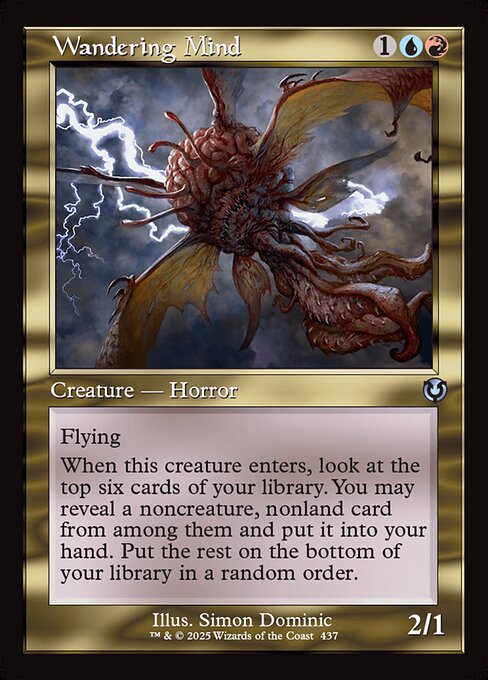 Wandering Mind 1
Creature — Horror
Flying
When this creature enters, look at the
top six cards of your library. You may
reveal a noncreature, nonland card
from among them and put it into your
hand. Put the rest on the bottom of
your library in a random order.
Illus. Simon Dominic
™ & © 2025 Wizards of the Coast 437
2/1